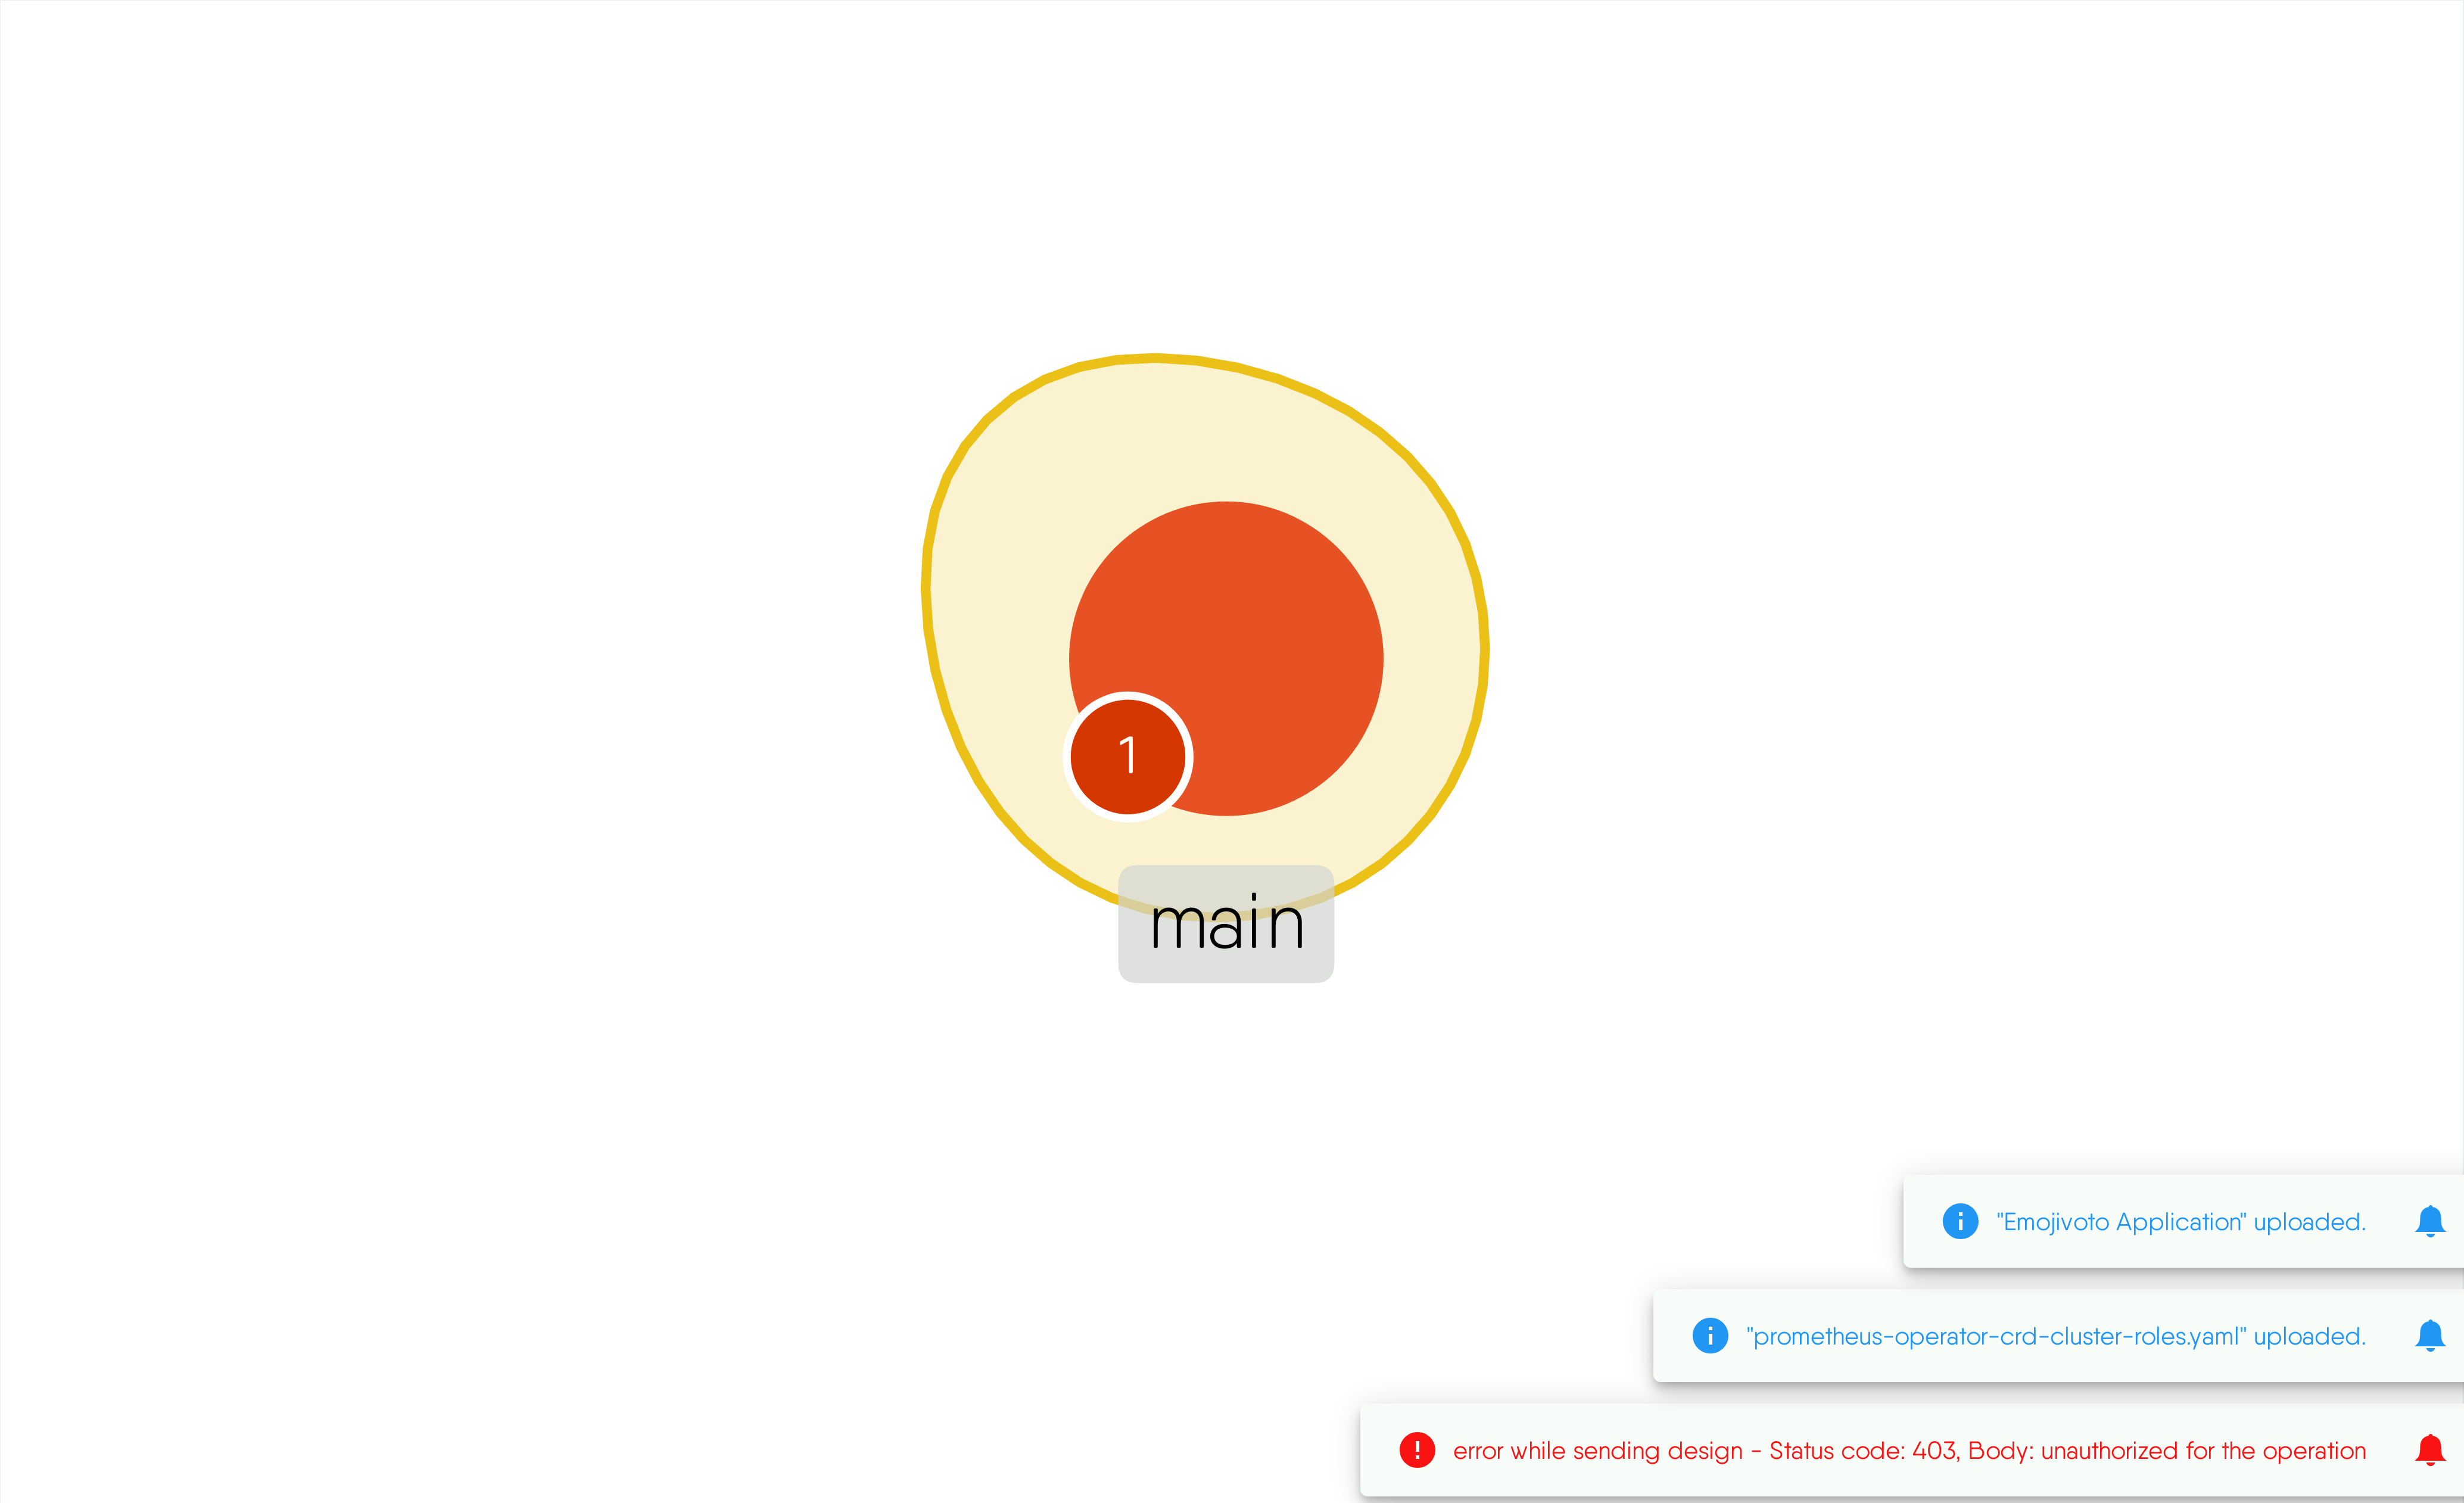 1
main
"Emojivoto Application" uploaded.
"prometheus-operator-crd-cluster-roles.yaml" uploaded.
error while sending design - Status code: 403, Body: unauthorized for the operation